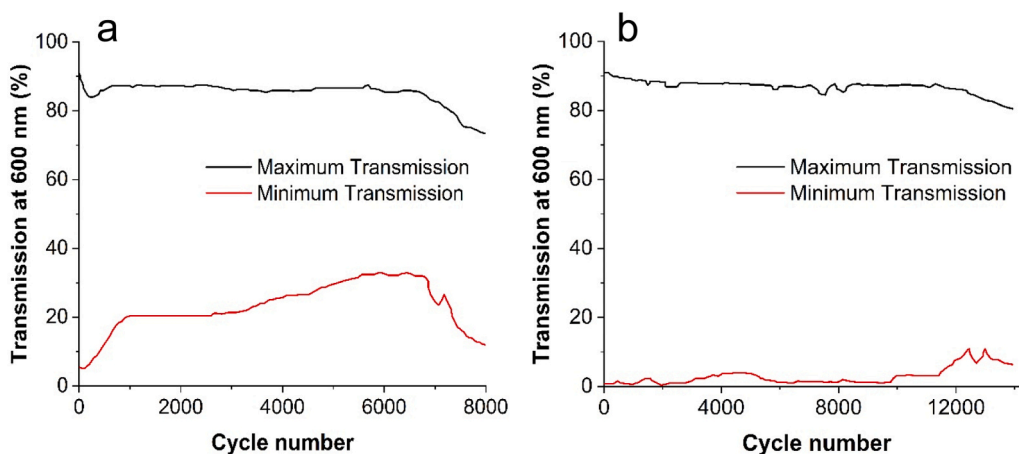 a
Transmission at 600 nm (%)
100
80
60
40
20
0
Maximum Transmission
Minimum Transmission
0
2000
4000
6000
8000
Cycle number
b
Transmission at 600 nm (%)
100
80
60
40
20
0
Maximum Transmission
Minimum Transmission
0
4000
8000
12000
Cycle number